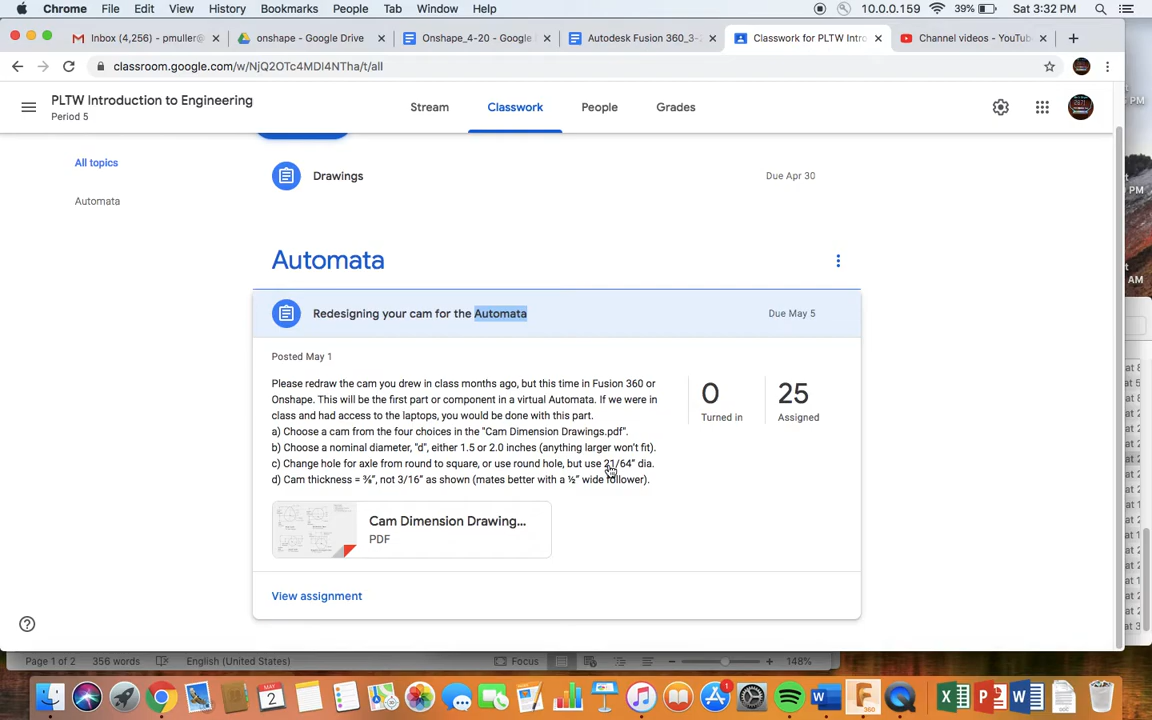 Chrome File Edit View History Bookmarks People Tab Window Help 10.0.0.159 39% Sat 3:32 PM
Inbox (4,256) - pmuller@ onshape - Google Drive Onshape_4-20 - Google Autodesk Fusion 360_3- Classwork for PLTW Intro Channel videos - YouTube
classroom.google.com/w/NjQ2OTc4MDI4NTha/t/all
PLTW Introduction to Engineering
Period 5
Stream Classwork People Grades
PM
All topics
Drawings Due Apr 30
Automata
Automata
AM
Redesigning your cam for the Automata Due May 5
Posted May 1
Please redraw the cam you drew in class months ago, but this time in Fusion 360 or
Onshape. This will be the first part or component in a virtual Automata. If we were in
class and had access to the laptops, you would be done with this part.
a) Choose a cam from the four choices in the "Cam Dimension Drawings.pdf".
b) Choose a nominal diameter, "d", either 1.5 or 2.0 inches (anything larger won't fit).
c) Change hole for axle from round to square, or use round hole, but use 21/64" dia.
d) Cam thickness = ⅜", not 3/16" as shown (mates better with a ½" wide follower).
0 25
Turned in Assigned
Cam Dimension Drawing...
PDF
View assignment
Page 1 of 2 356 words English (United States) Focus 148%
MAY
2